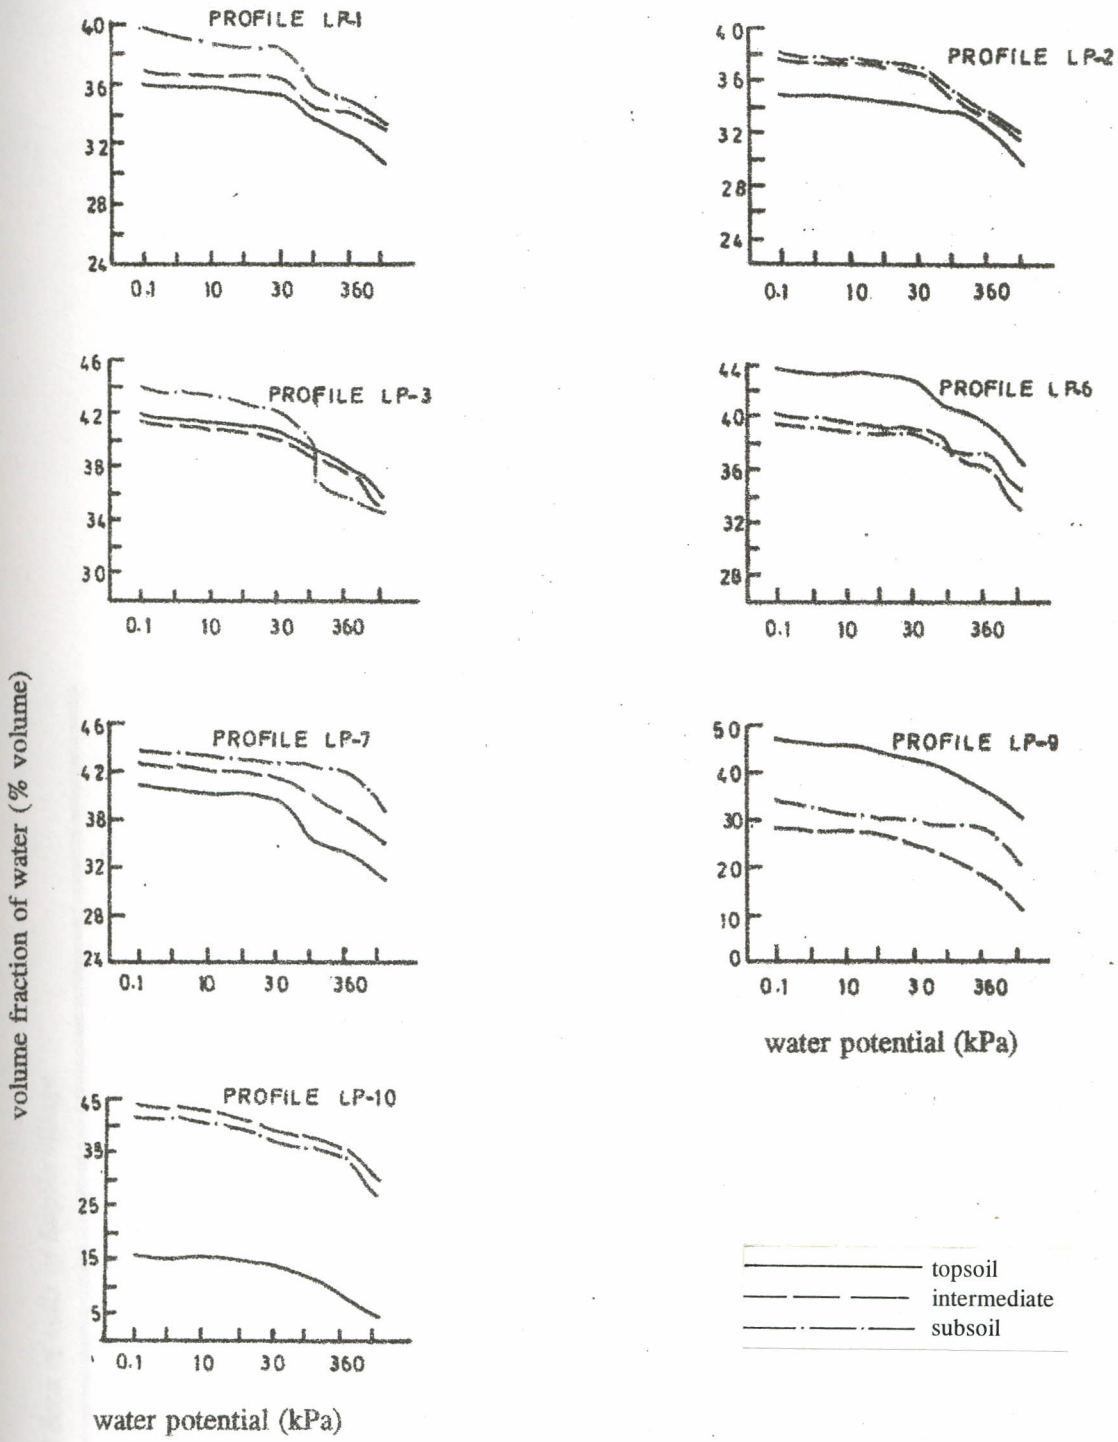 volume fraction of water (% volume)
PROFILE LP-1
40
36
32
28
24
0.1 10 30 360
PROFILE LP-2
40
36
32
28
24
0.1 10 30 360
PROFILE LP-3
46
42
38
34
30
0.1 10 30 360
PROFILE LP-6
44
40
36
32
28
0.1 10 30 360
PROFILE LP-7
46
42
38
32
28
24
0.1 10 30 360
PROFILE LP-9
50
40
30
20
10
0
0.1 10 30 360
water potential (kPa)
PROFILE LP-10
45
35
25
15
5
0.1 10 30 360
water potential (kPa)
topsoil
intermediate
subsoil